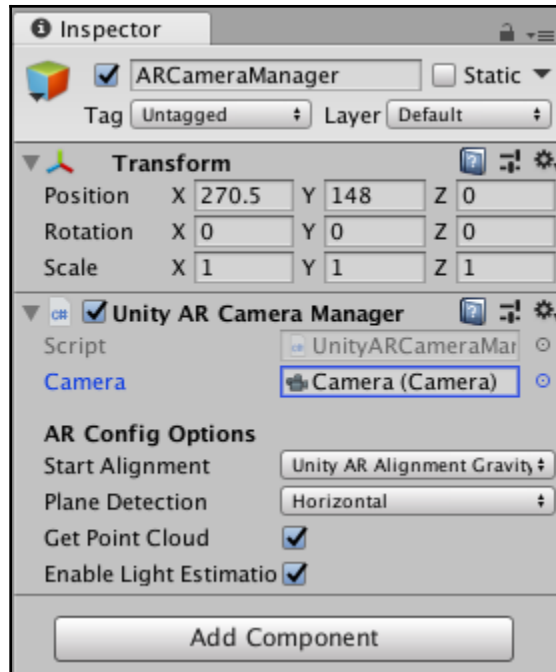 Inspector
ARCameraManager Static
Tag Untagged Layer Default
Transform
Position X 270.5 Y 148 Z 0
Rotation X 0 Y 0 Z 0
Scale X 1 Y 1 Z 1
c# Unity AR Camera Manager
Script c# UnityARCameraMar
Camera Camera (Camera)
AR Config Options
Start Alignment Unity AR Alignment Gravity
Plane Detection Horizontal
Get Point Cloud
Enable Light Estimatio
Add Component